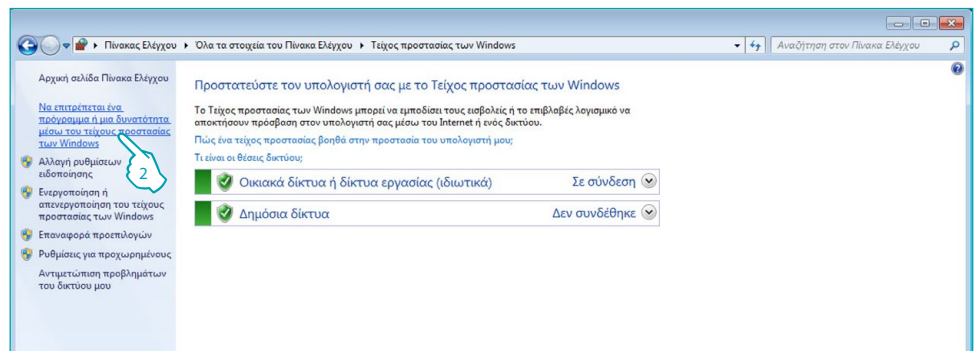 Πίνακας Ελέγχου ▸ Όλα τα στοιχεία του Πίνακα Ελέγχου ▸ Τείχος προστασίας των Windows
Αναζήτηση στον Πίνακα Ελέγχου
Αρχική σελίδα Πίνακα Ελέγχου
Να επιτρέπεται ένα
πρόγραμμα ή μια δυνατότητα
μέσω του τείχους προστασίας
των Windows
Αλλαγή ρυθμίσεων
ειδοποίησης
2
Ενεργοποίηση ή
απενεργοποίηση του τείχους
προστασίας των Windows
Επαναφορά προεπιλογών
Ρυθμίσεις για προχωρημένους
Αντιμετώπιση προβλημάτων
του δικτύου μου
Προστατεύστε τον υπολογιστή σας με το Τείχος προστασίας των Windows
Το Τείχος προστασίας των Windows μπορεί να εμποδίσει τους εισβολείς ή το επιβλαβές λογισμικό να
αποκτήσουν πρόσβαση στον υπολογιστή σας μέσω του Internet ή ενός δικτύου.
Πώς ένα τείχος προστασίας βοηθά στην προστασία του υπολογιστή μου;
Τι είναι οι θέσεις δικτύου;
Οικιακά δίκτυα ή δίκτυα εργασίας (ιδιωτικά) Σε σύνδεση
Δημόσια δίκτυα Δεν συνδέθηκε